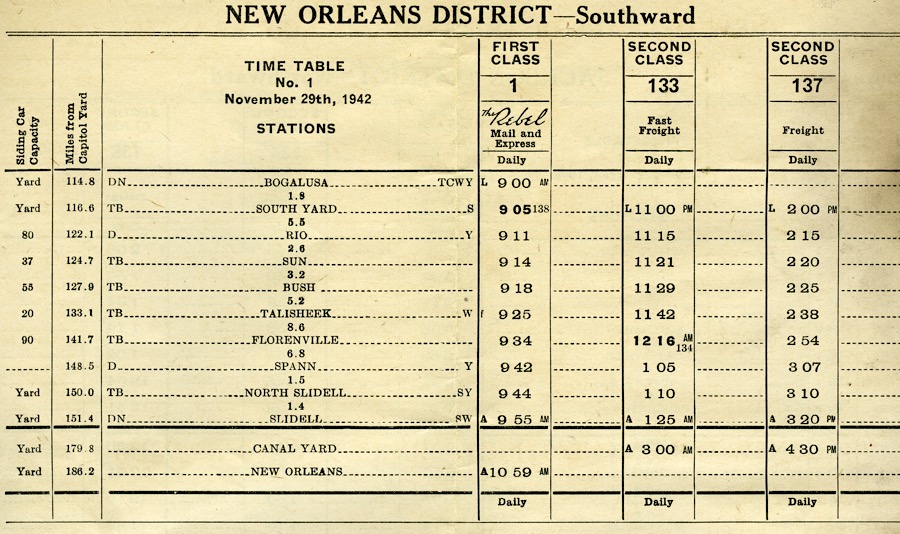 NEW ORLEANS DISTRICT—Southward
Siding Car Capacity
Miles from Capitol Yard
TIME TABLE
No. 1
November 29th, 1942
STATIONS
FIRST CLASS
1
The Rebel
Mail and Express
Daily
SECOND CLASS
133
Fast Freight
Daily
SECOND CLASS
137
Freight
Daily
Yard 114.8 DN BOGALUSA TCWY L 9 00 AM
1.8
Yard 116.6 TB SOUTH YARD S 9 05 138 L 11 00 PM L 2 00 PM
5.5
80 122.1 D RIO Y 9 11 11 15 2 15
2.6
37 124.7 TB SUN 9 14 11 21 2 20
3.2
55 127.9 TB BUSH 9 18 11 29 2 25
5.2
20 133.1 TB TALISHEEK W f 9 25 11 42 2 38
8.6
90 141.7 TB FLORENVILLE 9 34 12 16 AM 134 2 54
6.8
148.5 D SPANN Y 9 42 1 05 3 07
1.5
Yard 150.0 TB NORTH SLIDELL SY 9 44 1 10 3 10
1.4
Yard 151.4 DN SLIDELL SW A 9 55 AM A 1 25 AM A 3 20 PM
Yard 179 8 CANAL YARD A 3 00 AM A 4 30 PM
Yard 186.2 NEW ORLEANS A 10 59 AM
Daily Daily Daily